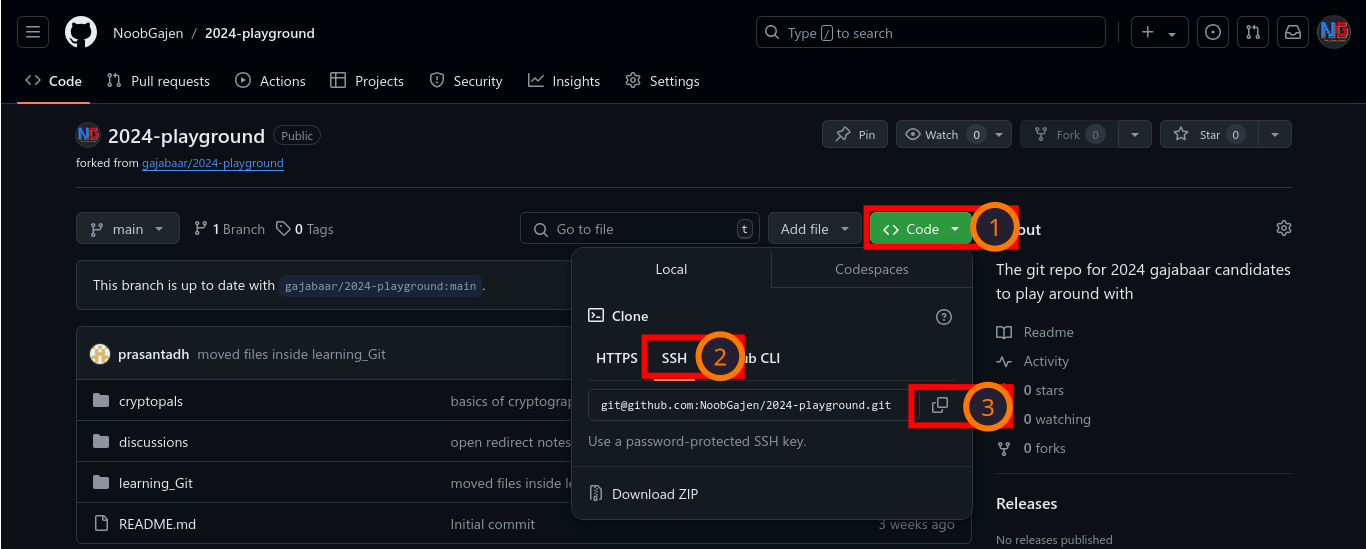 NoobGajen / 2024-playground
Type / to search
NG
Code Pull requests Actions Projects Security Insights Settings
NG 2024-playground Public
Pin Watch 0 Fork 0 Star 0
forked from gajabaar/2024-playground
main 1 Branch 0 Tags
Go to file t
Add file
Code
1
out
Local Codespaces
The git repo for 2024 gajabaar candidates
to play around with
This branch is up to date with gajabaar/2024-playground:main.
Clone
Readme
HTTPS SSH 2 ub CLI
prasantadh moved files inside learning_Git
Activity
0 stars
git@github.com:NoobGajen/2024-playground.git
3
cryptopals basics of cryptogra
0 watching
Use a password-protected SSH key.
discussions open redirect notes
0 forks
learning_Git moved files inside le
Download ZIP
Releases
README.md Initial commit 3 weeks ago
No releases published